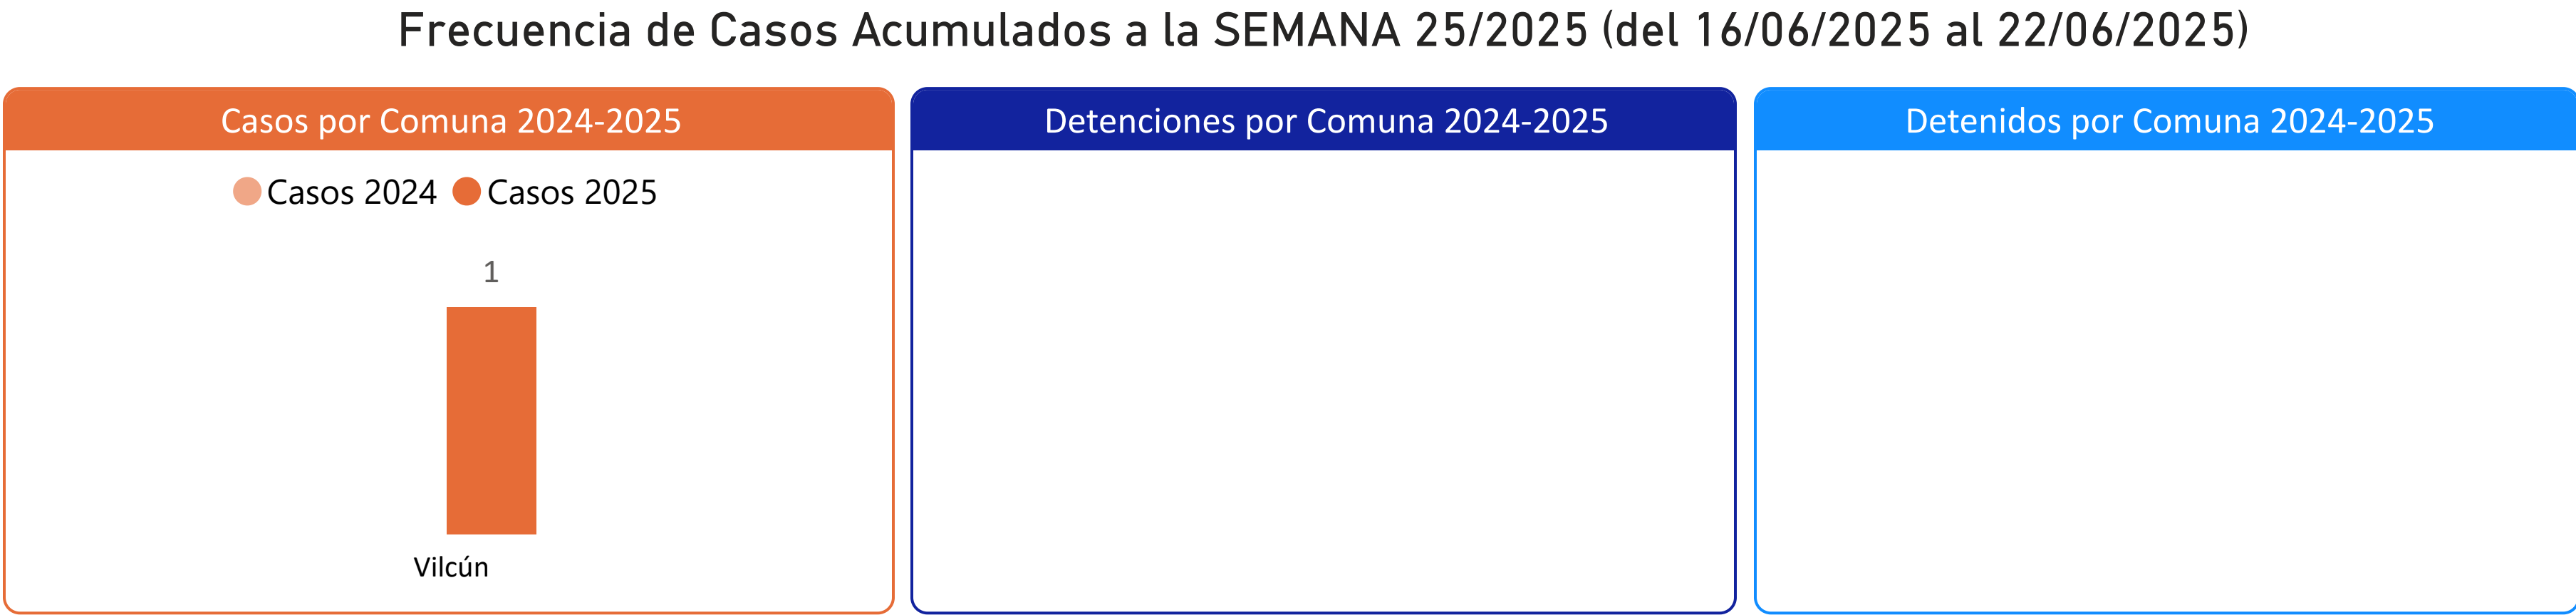 Frecuencia de Casos Acumulados a la SEMANA 25/2025 (del 16/06/2025 al 22/06/2025)
Casos por Comuna 2024-2025
Casos 2024 Casos 2025
1
Vilcún
Detenciones por Comuna 2024-2025
Detenidos por Comuna 2024-2025